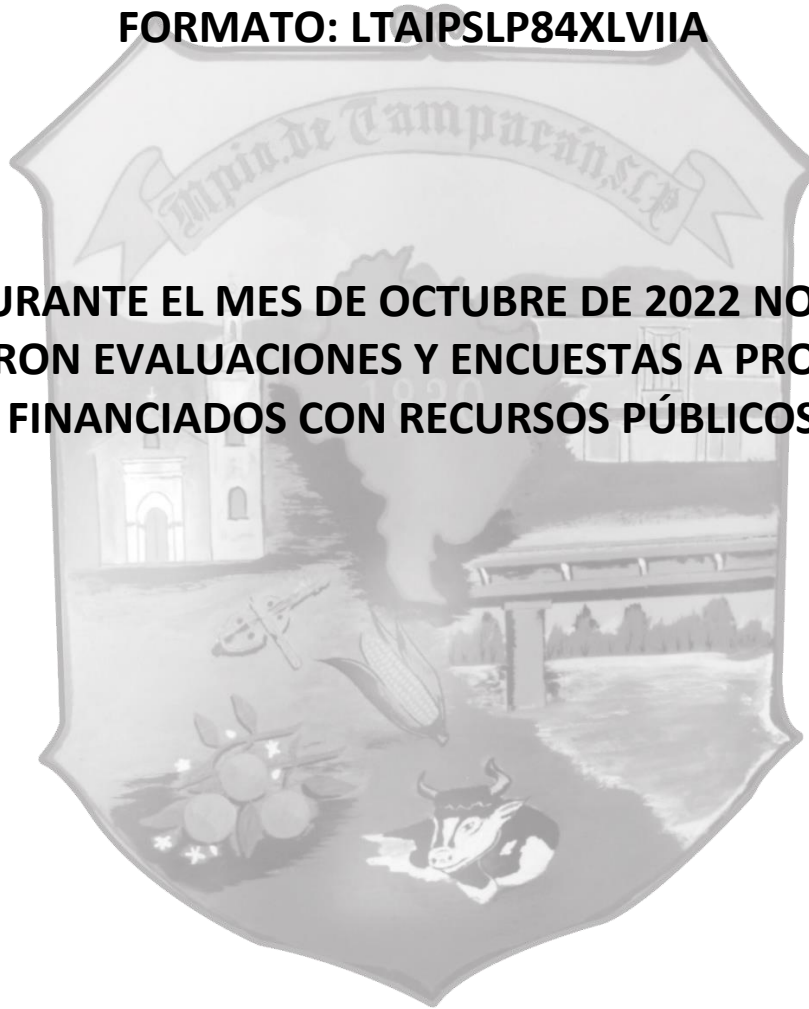 FORMATO: LTAIPSLP84XLVIIA
Mpio. de Tampacán, S.L.P.
URANTE EL MES DE OCTUBRE DE 2022 NO
RON EVALUACIONES Y ENCUESTAS A PRO
1830
FINANCIADOS CON RECURSOS PÚBLICOS